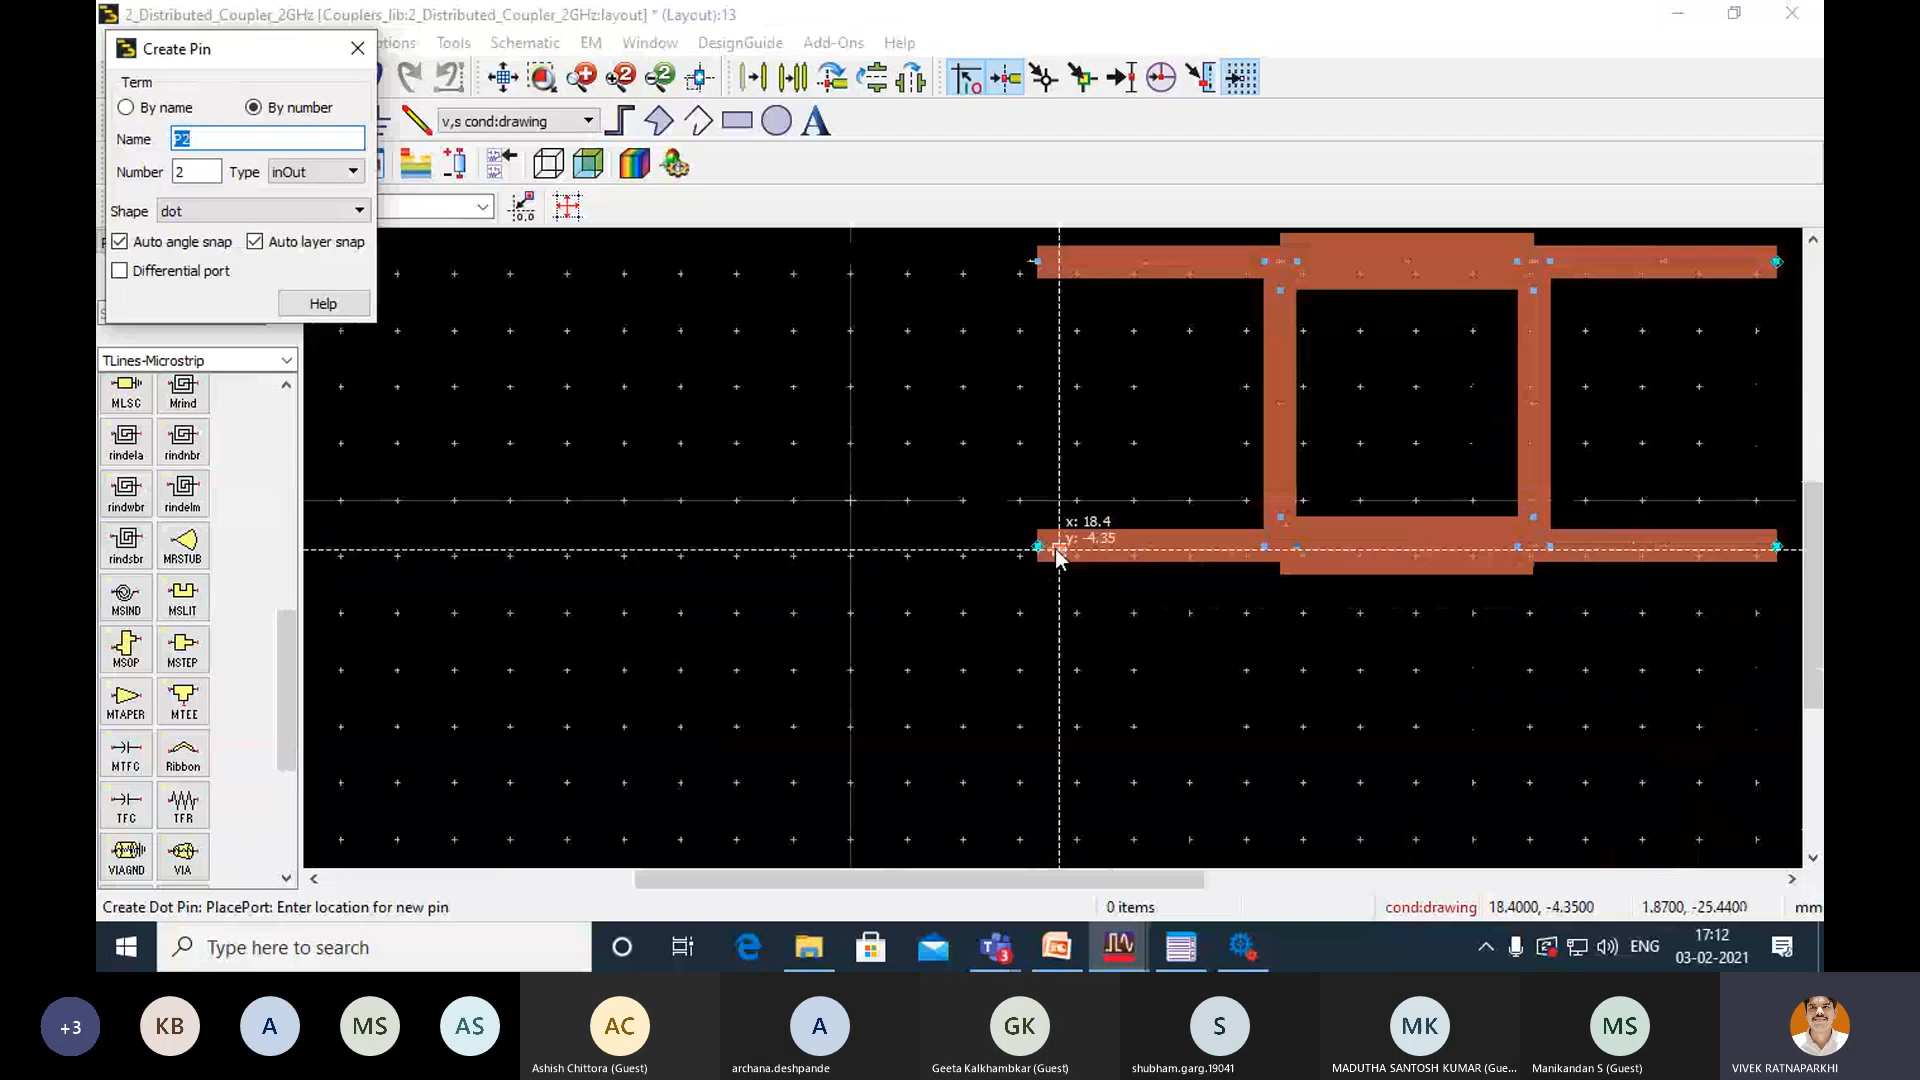 2_Distributed_Coupler_2GHz [Couplers_lib:2_Distributed_Coupler_2GHz:layout] * (Layout):13
Tools Schematic EM Window DesignGuide Add-Ons Help
Create Pin
Term
By name By number
Name P2
Number 2 Type inOut
Shape dot
Auto angle snap Auto layer snap
Differential port
Help
v,s cond:drawing
0,0
TLines-Microstrip
MLSC Mrind
rindela rindnbr
rindwbr rindelm
rindsbr MRSTUB
MSIND MSLIT
MSOP MSTEP
MTAPER MTEE
MTFC Ribbon
TFC TFR
VIAGND VIA
x: 18.4
y: -4.35
Create Dot Pin: PlacePort: Enter location for new pin 0 items cond:drawing 18.4000, -4.3500 1.8700, -25.4400 mm
Type here to search
3
ENG
17:12
03-02-2021
+3 KB A MS AS AC A GK S MK MS
Ashish Chittora (Guest) archana.deshpande Geeta Kalkhambkar (Guest) shubham.garg.19041 MADUTHA SANTOSH KUMAR (Gue... Manikandan S (Guest) VIVEK RATNAPARKHI